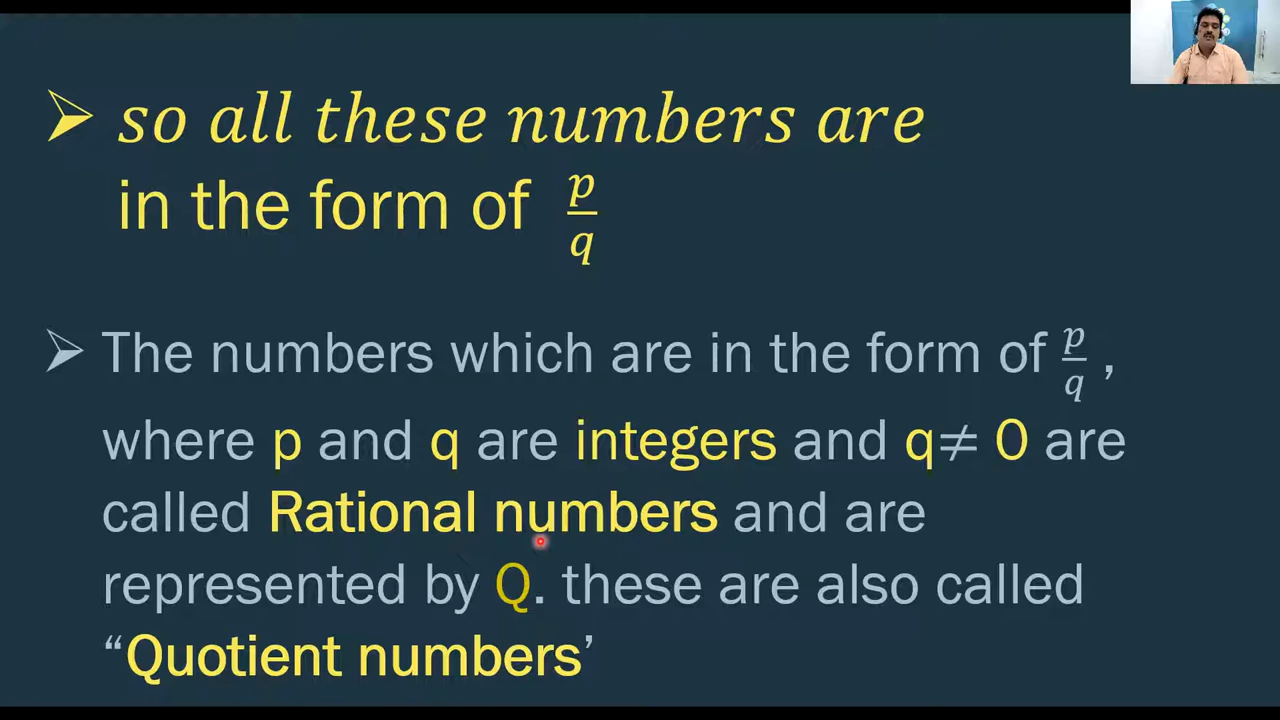 ➢ so all these numbers are
in the form of p/q
➢ The numbers which are in the form of p/q ,
where p and q are integers and q≠ 0 are
called Rational numbers and are
represented by Q. these are also called
“Quotient numbers’